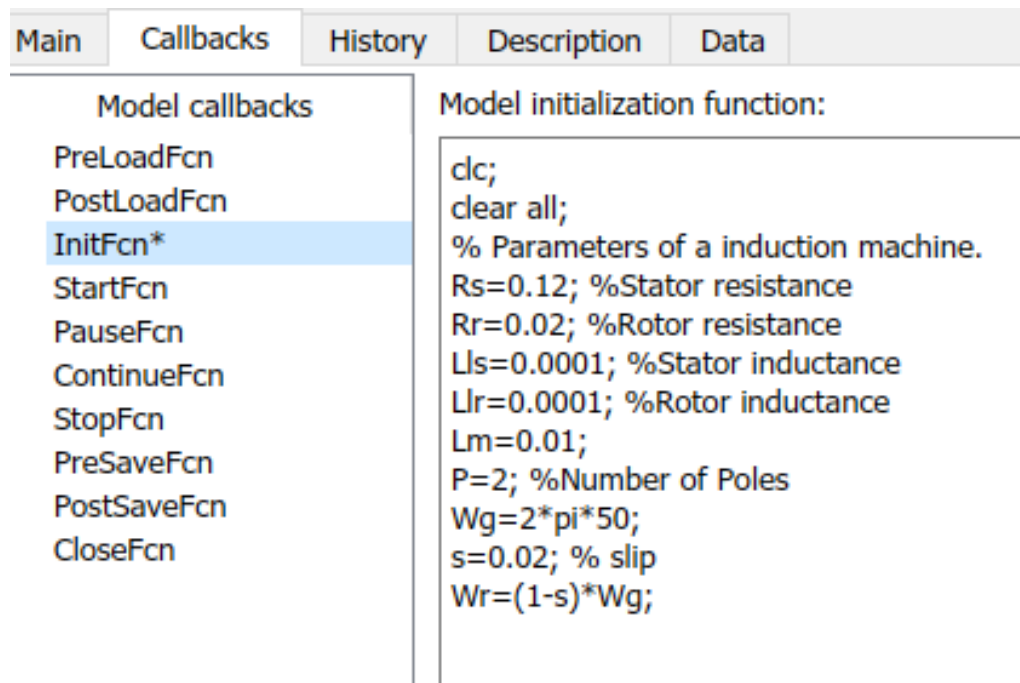 Main Callbacks History Description Data
Model callbacks
PreLoadFcn
PostLoadFcn
InitFcn*
StartFcn
PauseFcn
ContinueFcn
StopFcn
PreSaveFcn
PostSaveFcn
CloseFcn
Model initialization function:
clc;
clear all;
% Parameters of a induction machine.
Rs=0.12; %Stator resistance
Rr=0.02; %Rotor resistance
Lls=0.0001; %Stator inductance
Llr=0.0001; %Rotor inductance
Lm=0.01;
P=2; %Number of Poles
Wg=2*pi*50;
s=0.02; % slip
Wr=(1-s)*Wg;